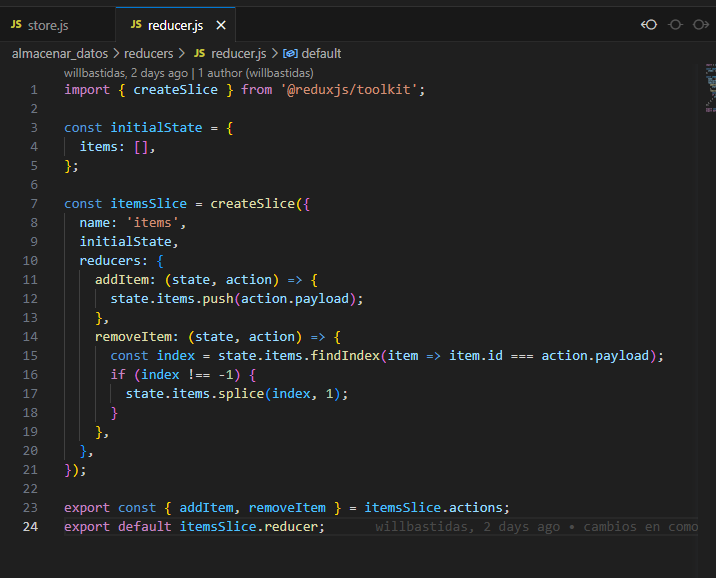 JS store.js
JS reducer.js
almacenar_datos > reducers > JS reducer.js > default
willbastidas, 2 days ago | 1 author (willbastidas)
1 import { createSlice } from '@reduxjs/toolkit';
2
3 const initialState = {
4   items: [],
5 };
6
7 const itemsSlice = createSlice({
8   name: 'items',
9   initialState,
10   reducers: {
11     addItem: (state, action) => {
12       state.items.push(action.payload);
13     },
14     removeItem: (state, action) => {
15       const index = state.items.findIndex(item => item.id === action.payload);
16       if (index !== -1) {
17         state.items.splice(index, 1);
18       }
19     },
20   },
21 });
22
23 export const { addItem, removeItem } = itemsSlice.actions;
24 export default itemsSlice.reducer; willbastidas, 2 days ago • cambios en como